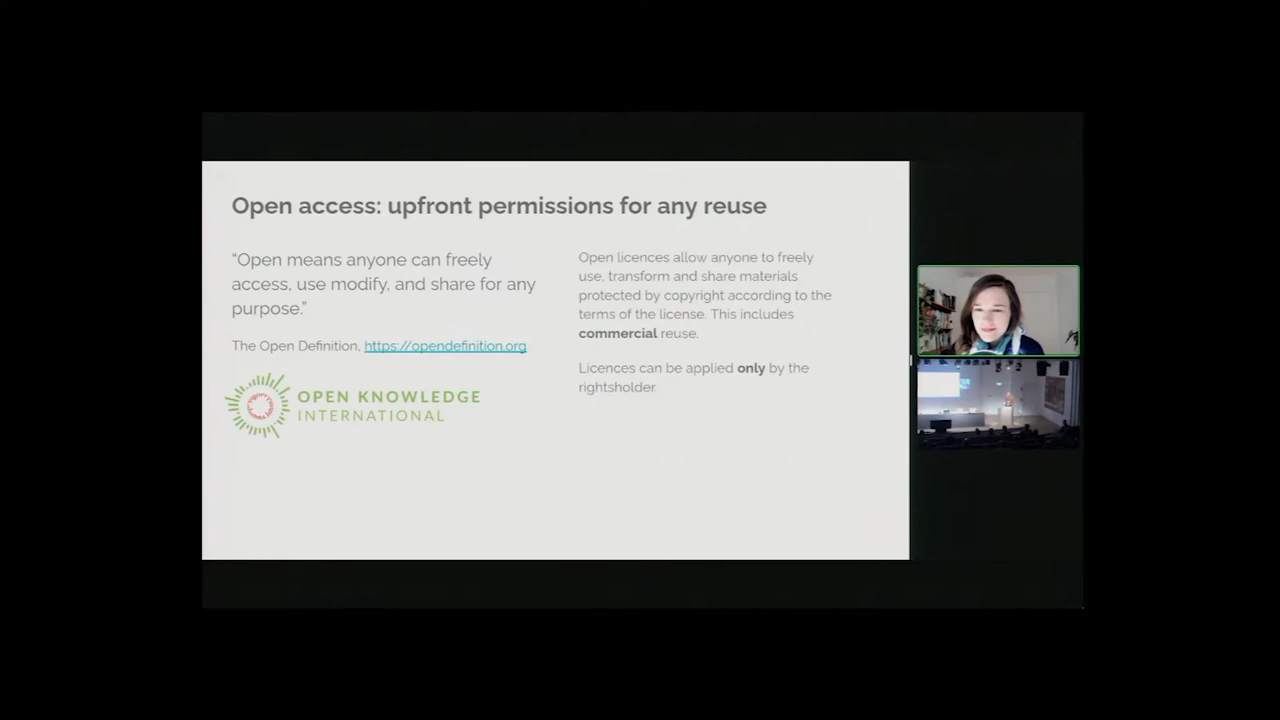 Open access: upfront permissions for any reuse
“Open means anyone can freely
access, use modify, and share for any
purpose.”
The Open Definition, https://opendefinition.org
OPEN KNOWLEDGE
INTERNATIONAL
Open licences allow anyone to freely
use, transform and share materials
protected by copyright according to the
terms of the license. This includes
commercial reuse.
Licences can be applied only by the
rightsholder.